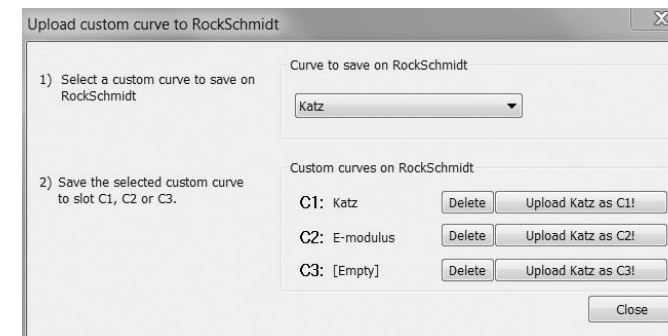 Upload custom curve to RockSchmidt
1) Select a custom curve to save on
RockSchmidt
Curve to save on RockSchmidt
Katz
2) Save the selected custom curve
to slot C1, C2 or C3.
Custom curves on RockSchmidt
C1: Katz Delete Upload Katz as C1!
C2: E-modulus Delete Upload Katz as C2!
C3: [Empty] Delete Upload Katz as C3!
Close